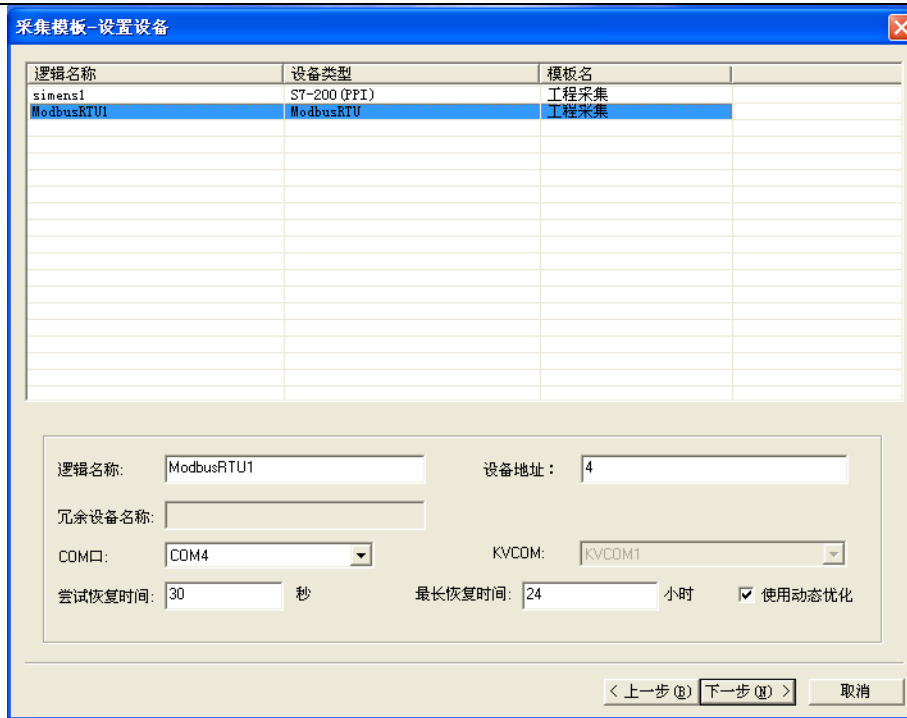 采集模板-设置设备
逻辑名称 设备类型 模板名
simens1 S7-200(PPI) 工程采集
ModbusRTU1 ModbusRTU 工程采集
逻辑名称: ModbusRTU1 设备地址： 4
冗余设备名称:
COM口: COM4 KVCOM: KVCOM1
尝试恢复时间: 30 秒 最长恢复时间: 24 小时 使用动态优化
< 上一步(B) 下一步(N) > 取消